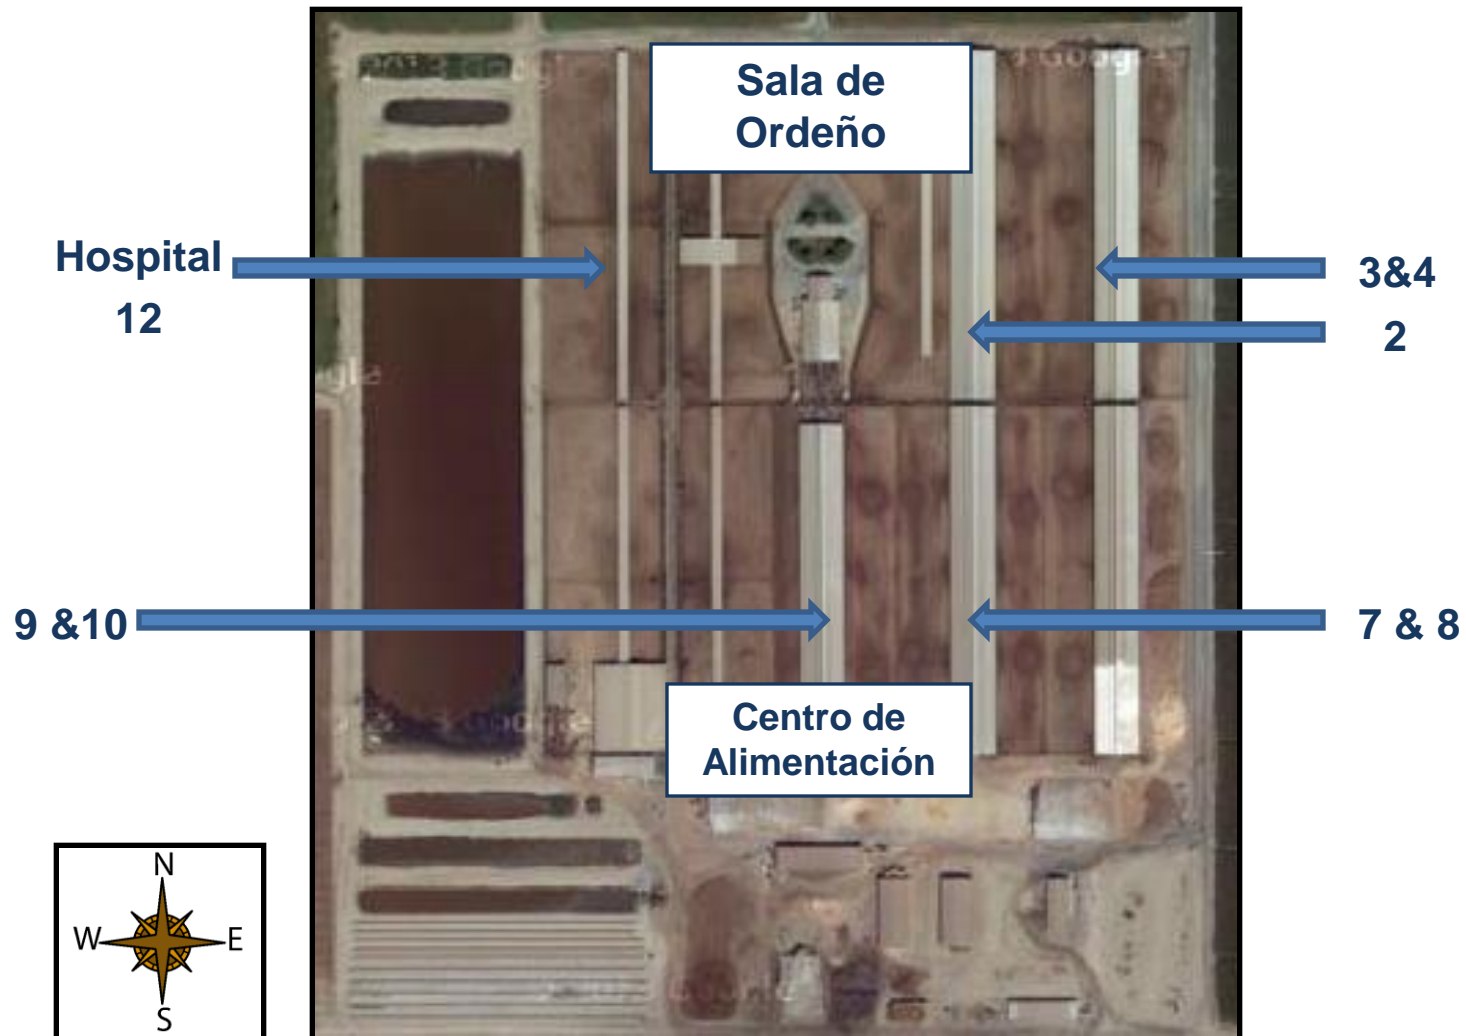 Sala de
Ordeño
Hospital
12
3&4
2
9 &10
7 & 8
Centro de
Alimentación
N
W
E
S